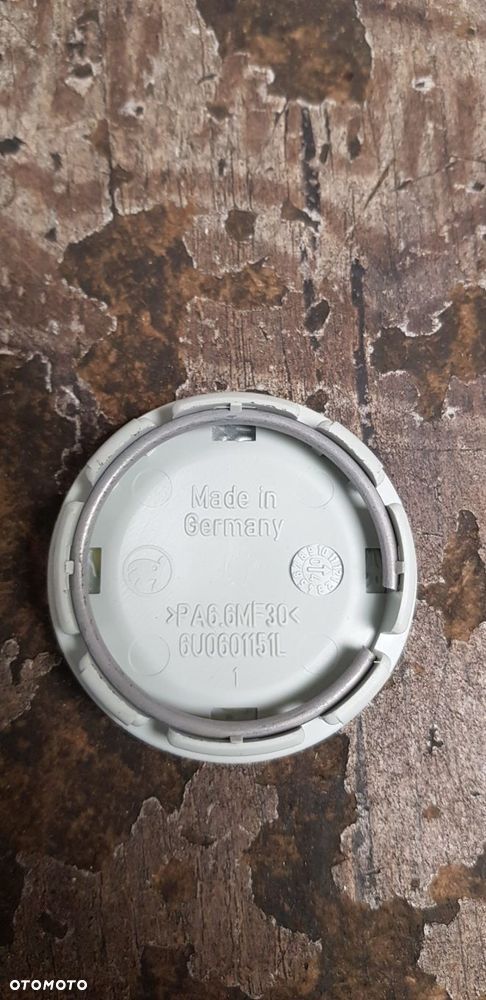 Made in
Germany
>PA6.6MF30<
6U0601151L
1
OTOMOTO